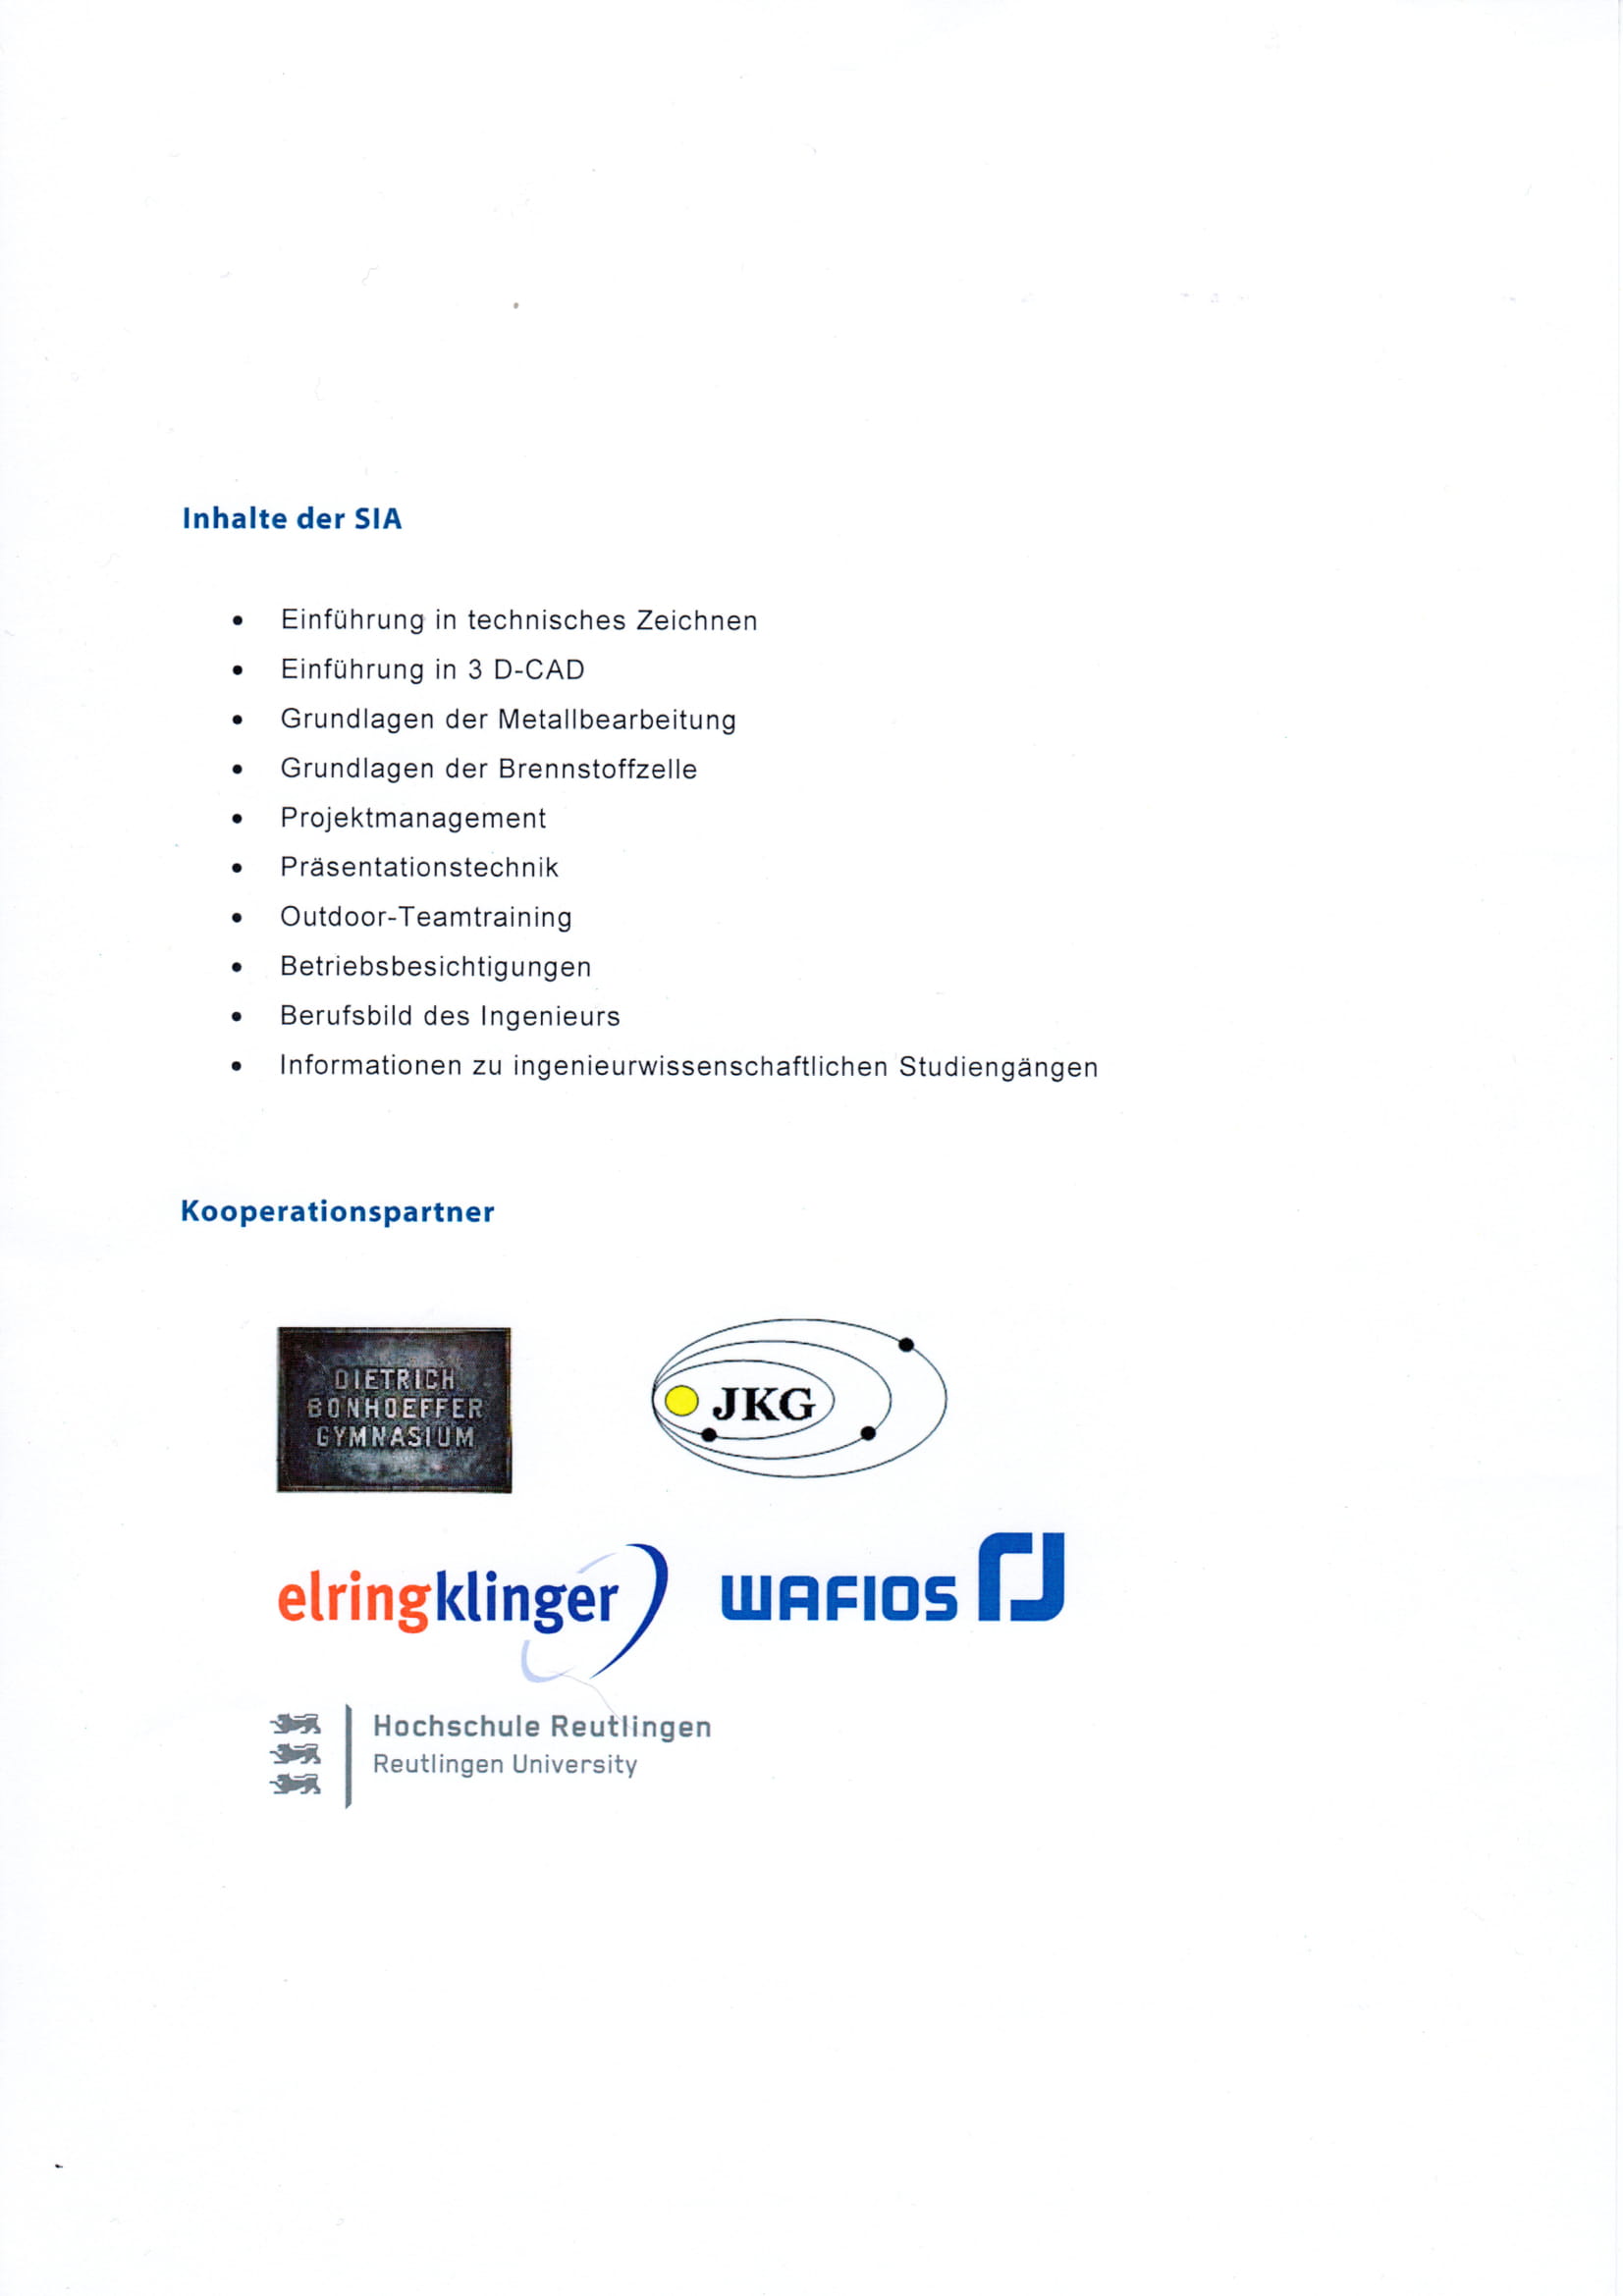 Inhalte der SIA
• Einführung in technisches Zeichnen
• Einführung in 3 D-CAD
• Grundlagen der Metallbearbeitung
• Grundlagen der Brennstoffzelle
• Projektmanagement
• Präsentationstechnik
• Outdoor-Teamtraining
• Betriebsbesichtigungen
• Berufsbild des Ingenieurs
• Informationen zu ingenieurwissenschaftlichen Studiengängen
Kooperationspartner
DIETRICH
BONHOEFFER
GYMNASIUM
JKG
elringklinger
WAFIOS
Hochschule Reutlingen
Reutlingen University